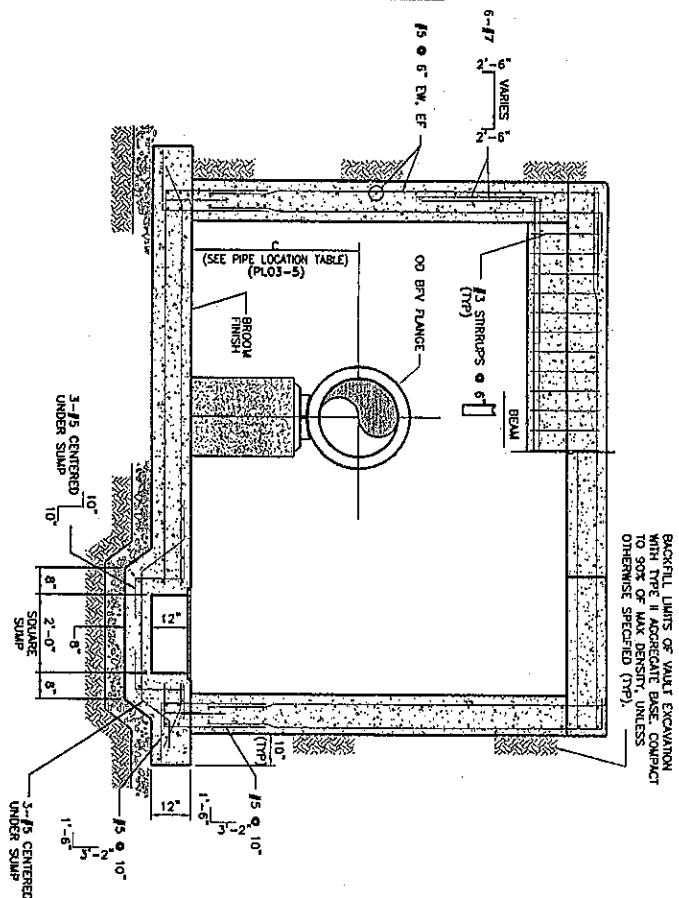 6-#7
2'-6"
VARIES
2'-6"
#5 @ 6" EW, EF
C
(SEE PIPE LOCATION TABLE)
(PL03-5)
OD BFV FLANGE
#3 STIRRUPS @ 6"
(TYP)
BEAM
BACKFILL LIMITS OF VAULT EXCAVATION
WITH TYPE II AGGREGATE BASE. COMPACT
TO 90% OF MAX DENSITY, UNLESS
OTHERWISE SPECIFIED (TYP).
BROOM
FINISH
3-#5 CENTERED
UNDER SUMP
10"
10"
8"
2'-0"
SQUARE
SUMP
8"
8"
12"
10"
(TYP)
12"
#5 @ 10"
3'-2"
1'-6"
#5 @ 10"
3'-2"
1'-6"
3-#5 CENTERED
UNDER SUMP